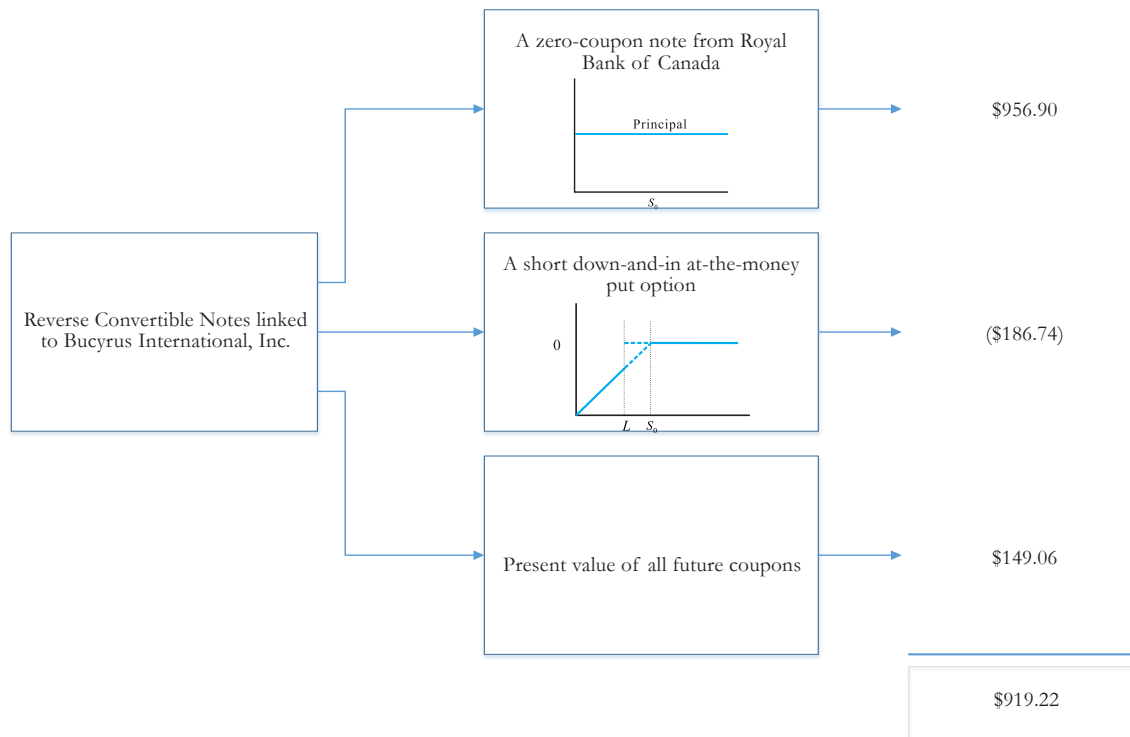 A zero-coupon note from Royal
Bank of Canada
Principal
S₀
$956.90
Reverse Convertible Notes linked
to Bucyrus International, Inc.
A short down-and-in at-the-money
put option
0
L S₀
($186.74)
Present value of all future coupons
$149.06
$919.22